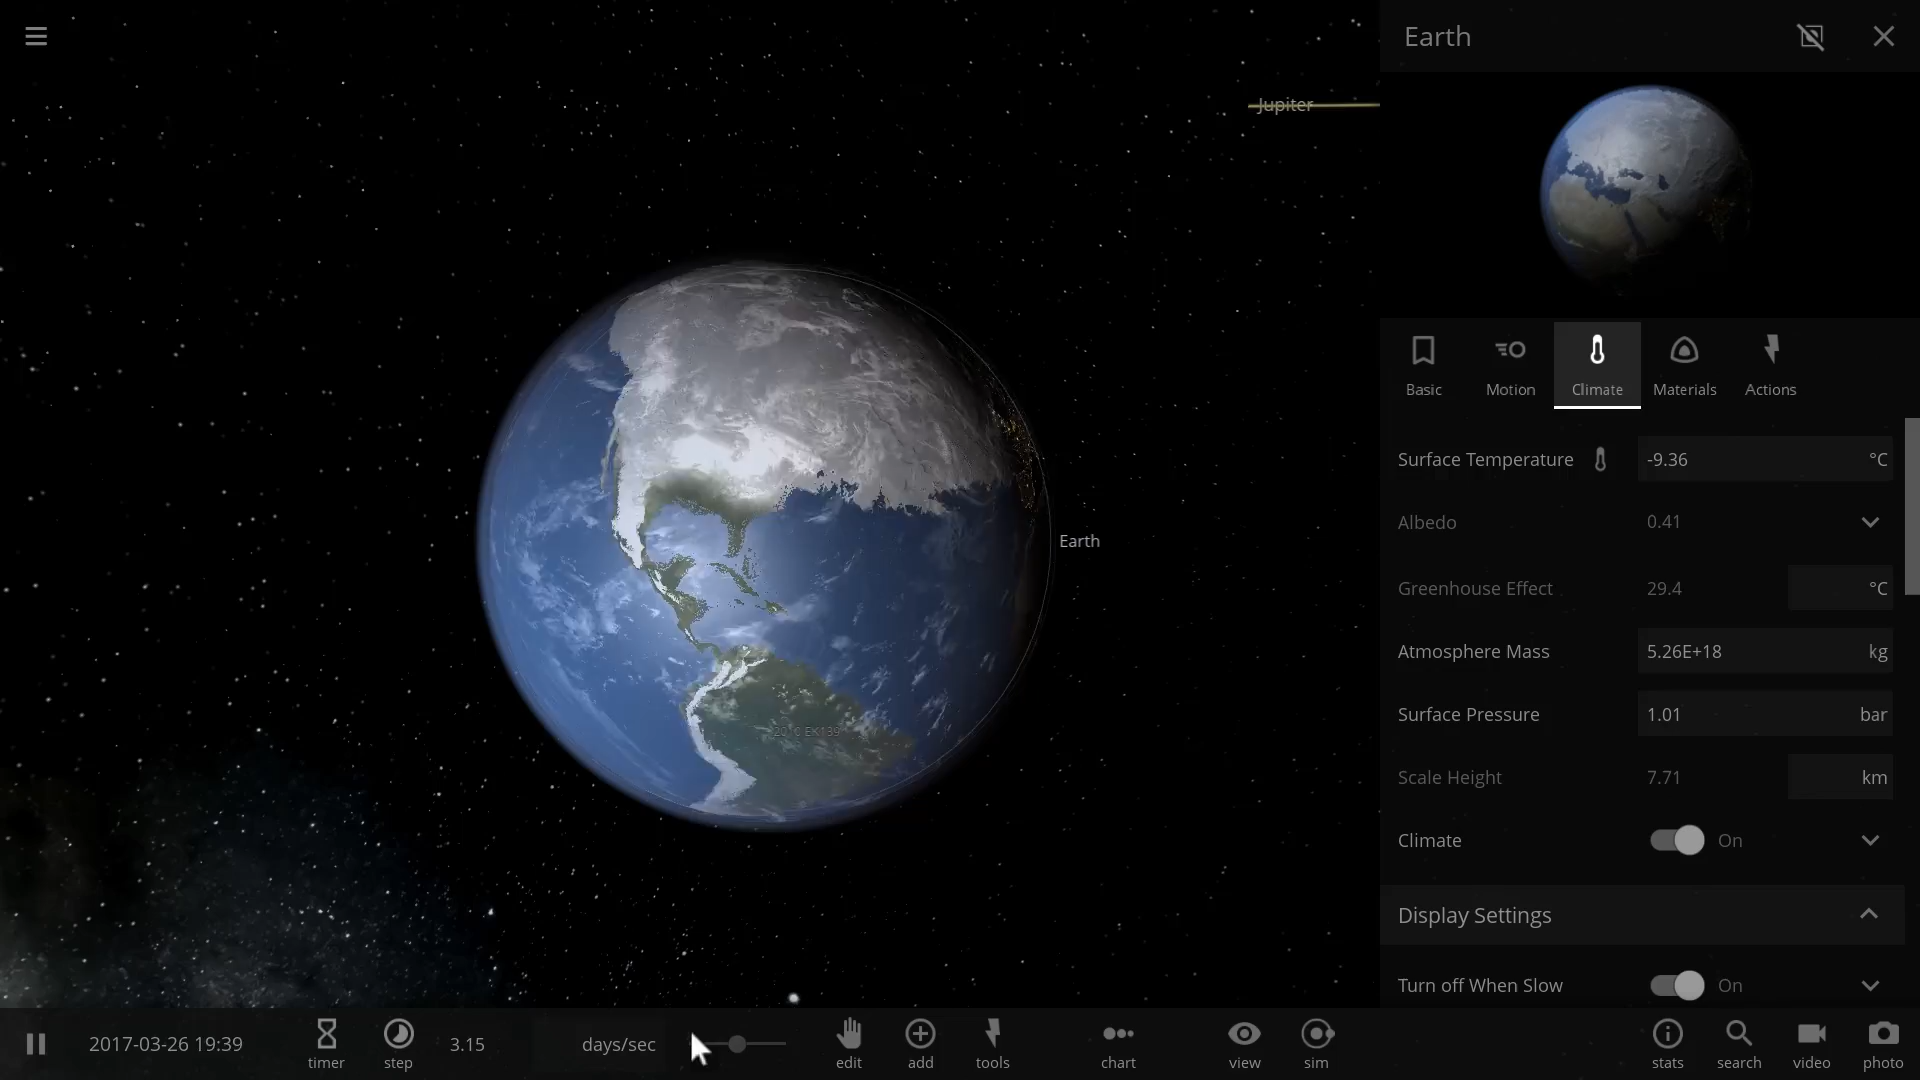 Earth
Jupiter
Basic
Motion
Climate
Materials
Actions
Surface Temperature -9.36 °C
Albedo 0.41
Earth
Greenhouse Effect 29.4 °C
Atmosphere Mass 5.26E+18 kg
Surface Pressure 1.01 bar
2010 EK139
Scale Height 7.71 km
Climate On
Display Settings
Turn off When Slow On
2017-03-26 19:39
timer
step
3.15 days/sec
edit
add
tools
chart
view
sim
stats
search
video
photo